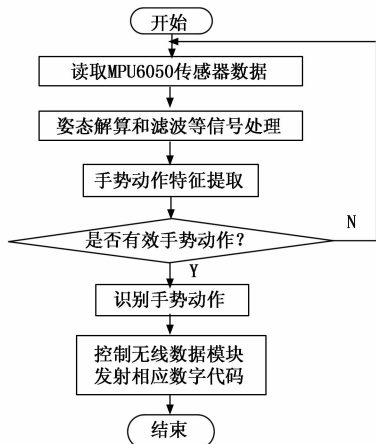 开始
读取MPU6050传感器数据
姿态解算和滤波等信号处理
手势动作特征提取
是否有效手势动作?
N
Y
识别手势动作
控制无线数据模块
发射相应数字代码
结束